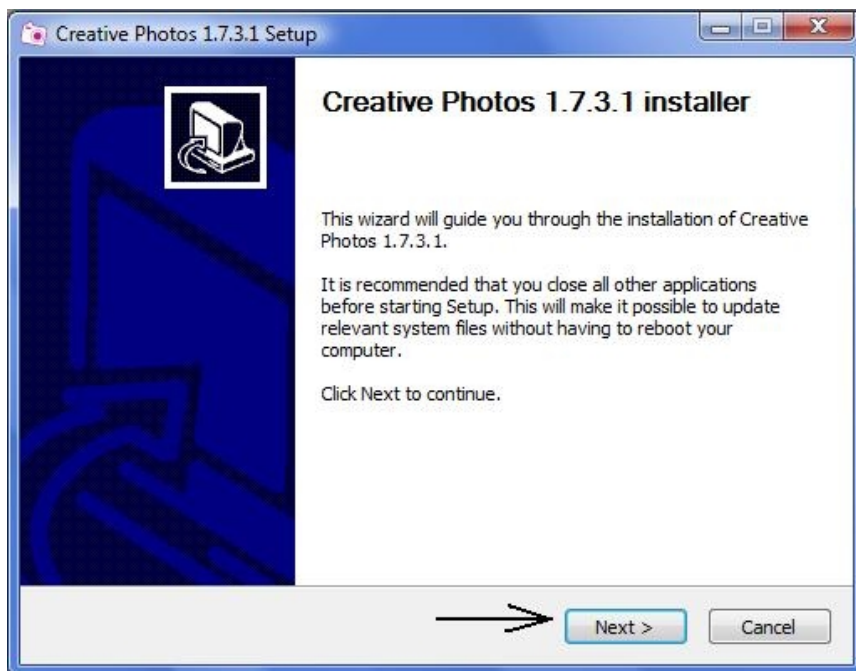 Creative Photos 1.7.3.1 Setup
X
Creative Photos 1.7.3.1 installer
This wizard will guide you through the installation of Creative
Photos 1.7.3.1.
It is recommended that you close all other applications
before starting Setup. This will make it possible to update
relevant system files without having to reboot your
computer.
Click Next to continue.
Next >
Cancel